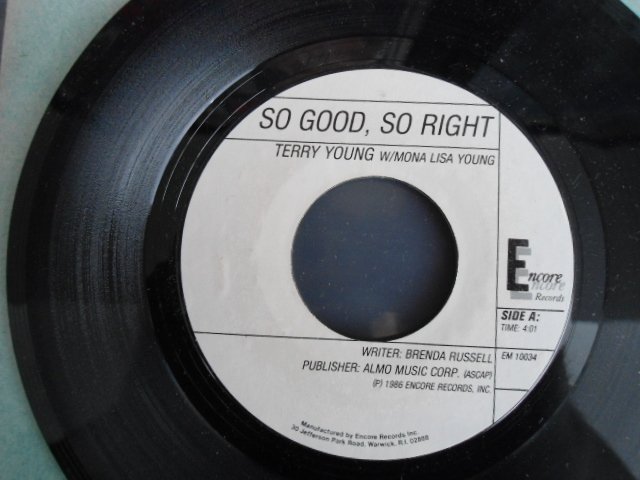 SO GOOD, SO RIGHT
TERRY YOUNG W/MONA LISA YOUNG
Encore
Encore
Records
SIDE A:
TIME: 4:01
EM 10034
WRITER: BRENDA RUSSELL
PUBLISHER: ALMO MUSIC CORP. (ASCAP)
(P) 1986 ENCORE RECORDS, INC.
Manufactured by Encore Records Inc.
30 Jefferson Park Road, Warwick, R.I. 02888